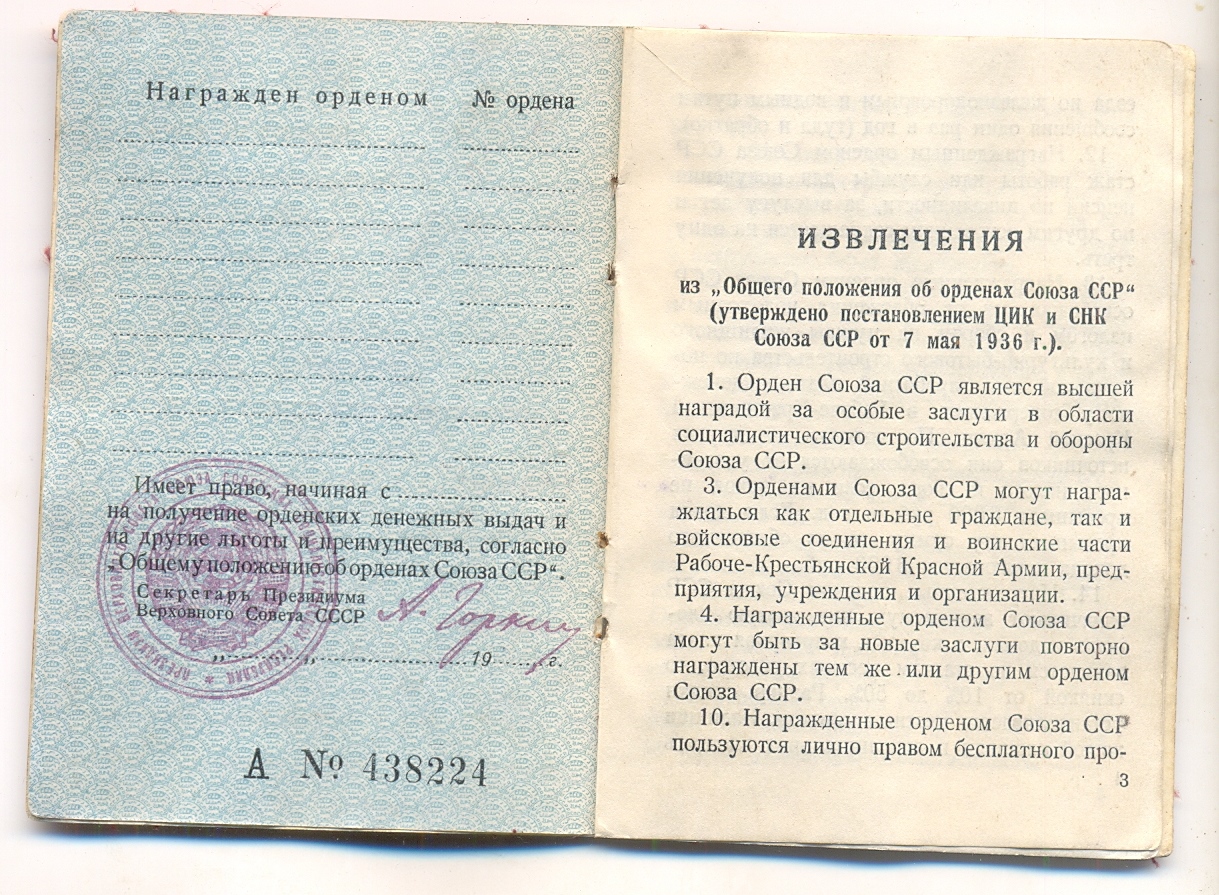 Награжден орденом № ордена
Имеет право, начиная с
на получение орденских денежных выдач и
на другие льготы и преимущества, согласно
„Общему положению об орденах Союза ССР“.
Секретарь Президиума
Верховного Совета СССР А. Горкин
„ „ 19 г.
А № 438224
ИЗВЛЕЧЕНИЯ
из „Общего положения об орденах Союза ССР“
(утверждено постановлением ЦИК и СНК
Союза ССР от 7 мая 1936 г.).
1. Орден Союза ССР является высшей
наградой за особые заслуги в области
социалистического строительства и обороны
Союза ССР.
3. Орденами Союза ССР могут награ-
ждаться как отдельные граждане, так и
войсковые соединения и воинские части
Рабоче-Крестьянской Красной Армии, пред-
приятия, учреждения и организации.
4. Награжденные орденом Союза ССР
могут быть за новые заслуги повторно
награждены тем же или другим орденом
Союза ССР.
10. Награжденные орденом Союза ССР
пользуются лично правом бесплатного про-
3